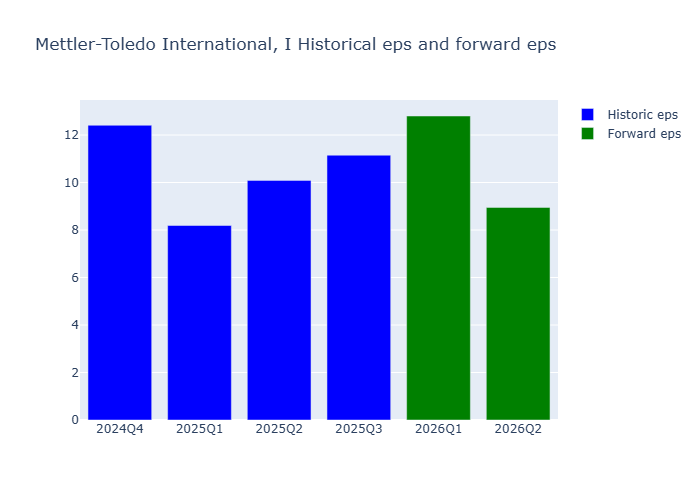 Mettler-Toledo International, I Historical eps and forward eps
Historic eps
Forward eps
12
10
8
6
4
2
0
2024Q4 2025Q1 2025Q2 2025Q3 2026Q1 2026Q2